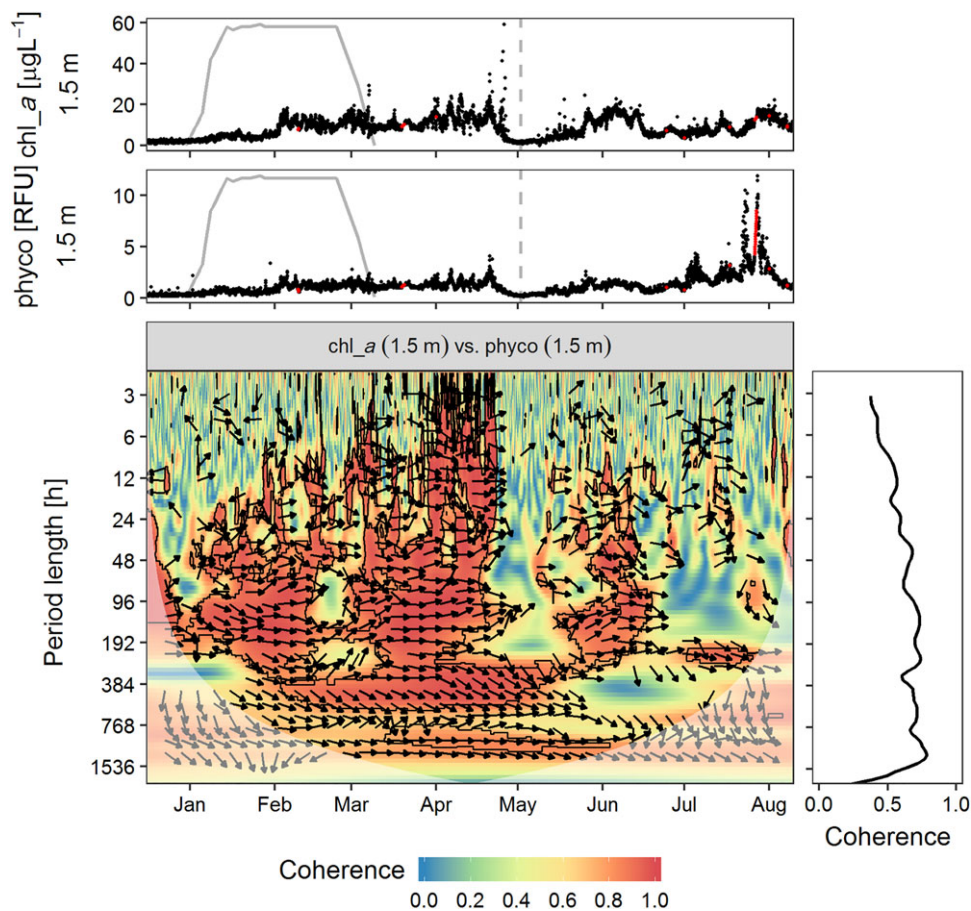 chl_a [µgL⁻¹]
1.5 m
60
40
20
0
phyco [RFU]
1.5 m
10
5
0
chl_a (1.5 m) vs. phyco (1.5 m)
Period length [h]
3
6
12
24
48
96
192
384
768
1536
Jan Feb Mar Apr May Jun Jul Aug
0.0 0.5 1.0
Coherence
Coherence
0.0 0.2 0.4 0.6 0.8 1.0